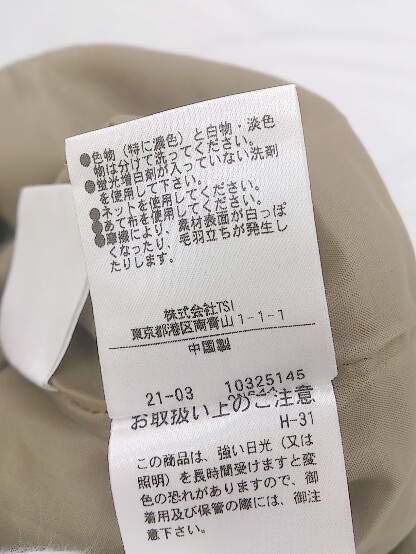 ●色物（特に濃色）と白物・淡色
物は分けて洗ってください。
●蛍光増白剤が入っていない洗剤
を使用して下さい。
●ネットを使用してください。
●あて布を使用してください。
●摩擦により、素材表面が白っぽ
くなったり、毛羽立ちが発生し
たりします。
株式会社TSI
東京都港区南青山1-1-1
中国製
21-03 10325145
お取扱い上のご注意
H-31
この商品は、強い日光（又は
照明）を長時間受けますと変
色の恐れがありますので、御
着用及び保管の際には、御注
意下さい。